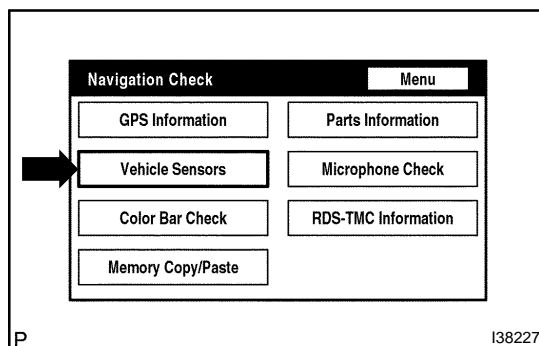 Navigation Check Menu
GPS Information Parts Information
Vehicle Sensors Microphone Check
Color Bar Check RDS-TMC Information
Memory Copy/Paste
P I38227